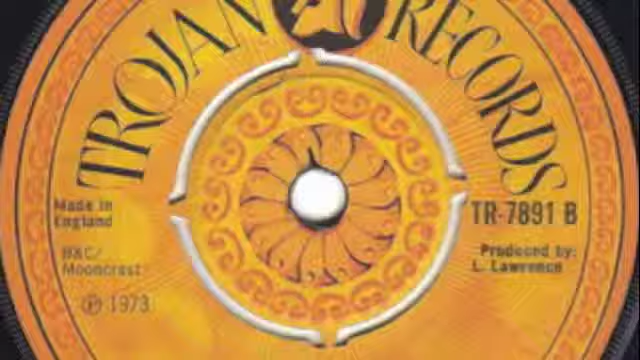 TROJAN RECORDS
Made in
England
TR-7891 B
B&C/
Mooncrest
Produced by:
L. Lawrence
℗ 1973